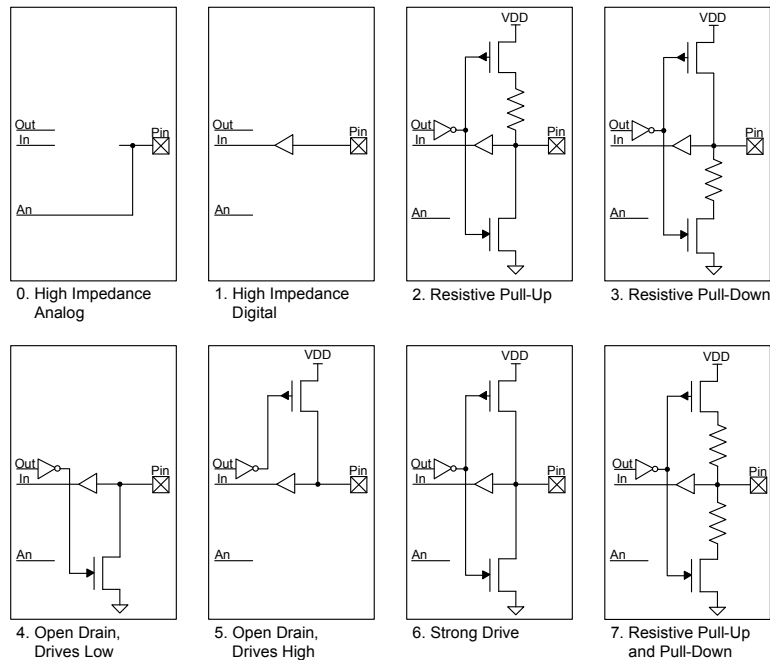 Out
In
Pin
An
0. High Impedance
Analog
Out
In
Pin
An
1. High Impedance
Digital
VDD
Out
In
Pin
An
2. Resistive Pull-Up
VDD
Out
In
Pin
An
3. Resistive Pull-Down
Out
In
Pin
An
4. Open Drain,
Drives Low
VDD
Out
In
Pin
An
5. Open Drain,
Drives High
VDD
Out
In
Pin
An
6. Strong Drive
VDD
Out
In
Pin
An
7. Resistive Pull-Up
and Pull-Down